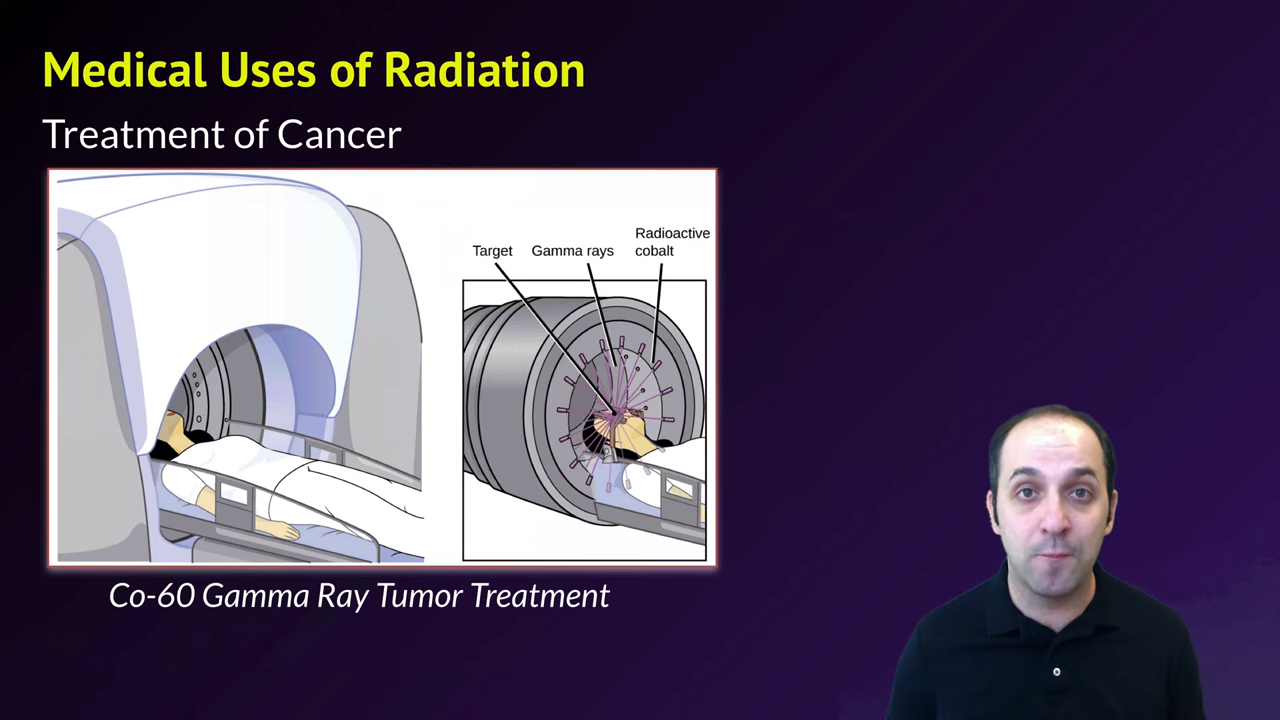 Medical Uses of Radiation
Treatment of Cancer
Target
Gamma rays
Radioactive
cobalt
Co-60 Gamma Ray Tumor Treatment